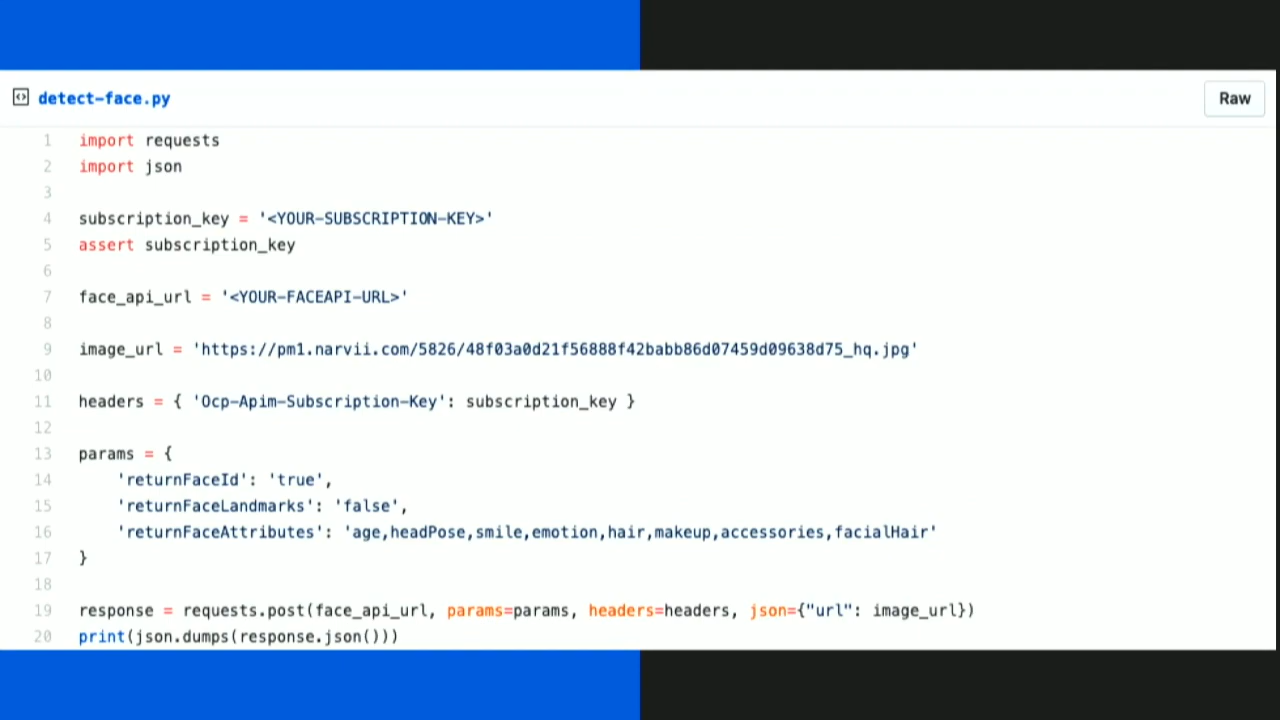 detect-face.py
Raw
1 import requests
2 import json
3
4 subscription_key = '<YOUR-SUBSCRIPTION-KEY>'
5 assert subscription_key
6
7 face_api_url = '<YOUR-FACEAPI-URL>'
8
9 image_url = 'https://pm1.narvii.com/5826/48f03a0d21f56888f42babb86d07459d09638d75_hq.jpg'
10
11 headers = { 'Ocp-Apim-Subscription-Key': subscription_key }
12
13 params = {
14     'returnFaceId': 'true',
15     'returnFaceLandmarks': 'false',
16     'returnFaceAttributes': 'age,headPose,smile,emotion,hair,makeup,accessories,facialHair'
17 }
18
19 response = requests.post(face_api_url, params=params, headers=headers, json={"url": image_url})
20 print(json.dumps(response.json()))